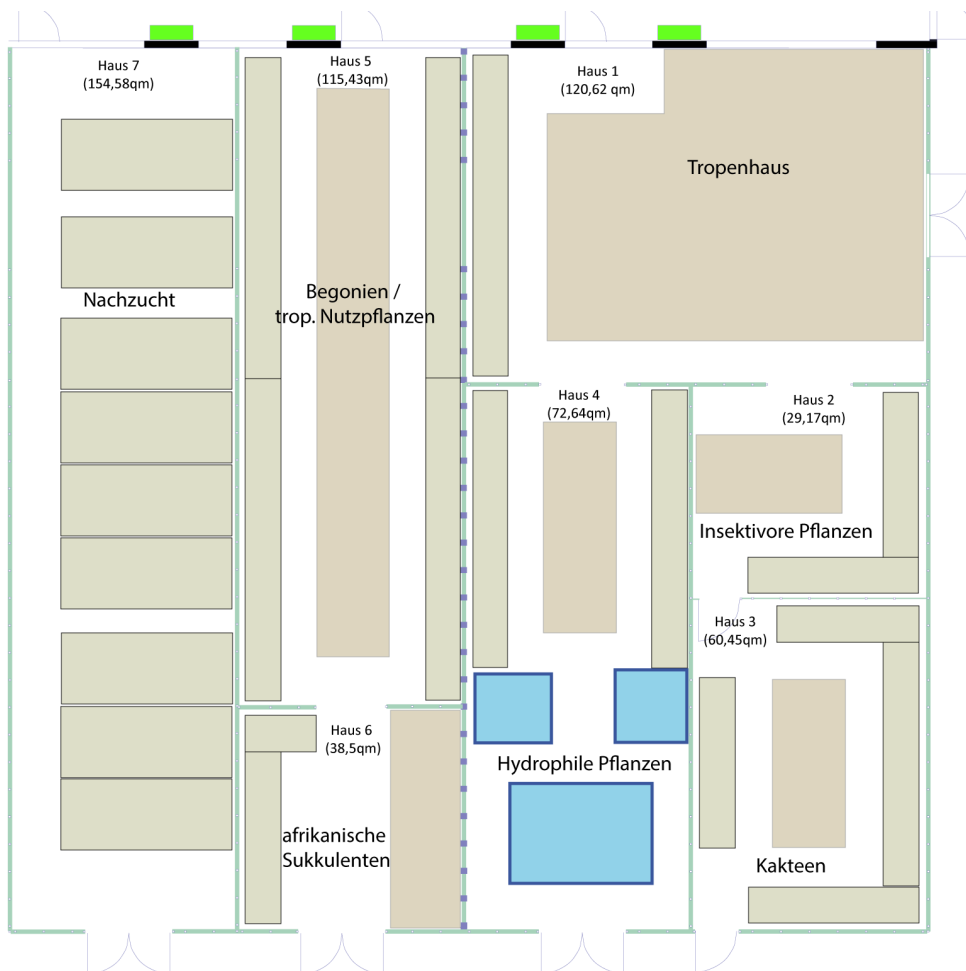 Haus 7
(154,58qm)
Nachzucht
Haus 5
(115,43qm)
Begonien /
trop. Nutzpflanzen
Haus 1
(120,62 qm)
Tropenhaus
Haus 4
(72,64qm)
Hydrophile Pflanzen
Haus 2
(29,17qm)
Insektivore Pflanzen
Haus 3
(60,45qm)
Kakteen
Haus 6
(38,5qm)
afrikanische
Sukkulenten